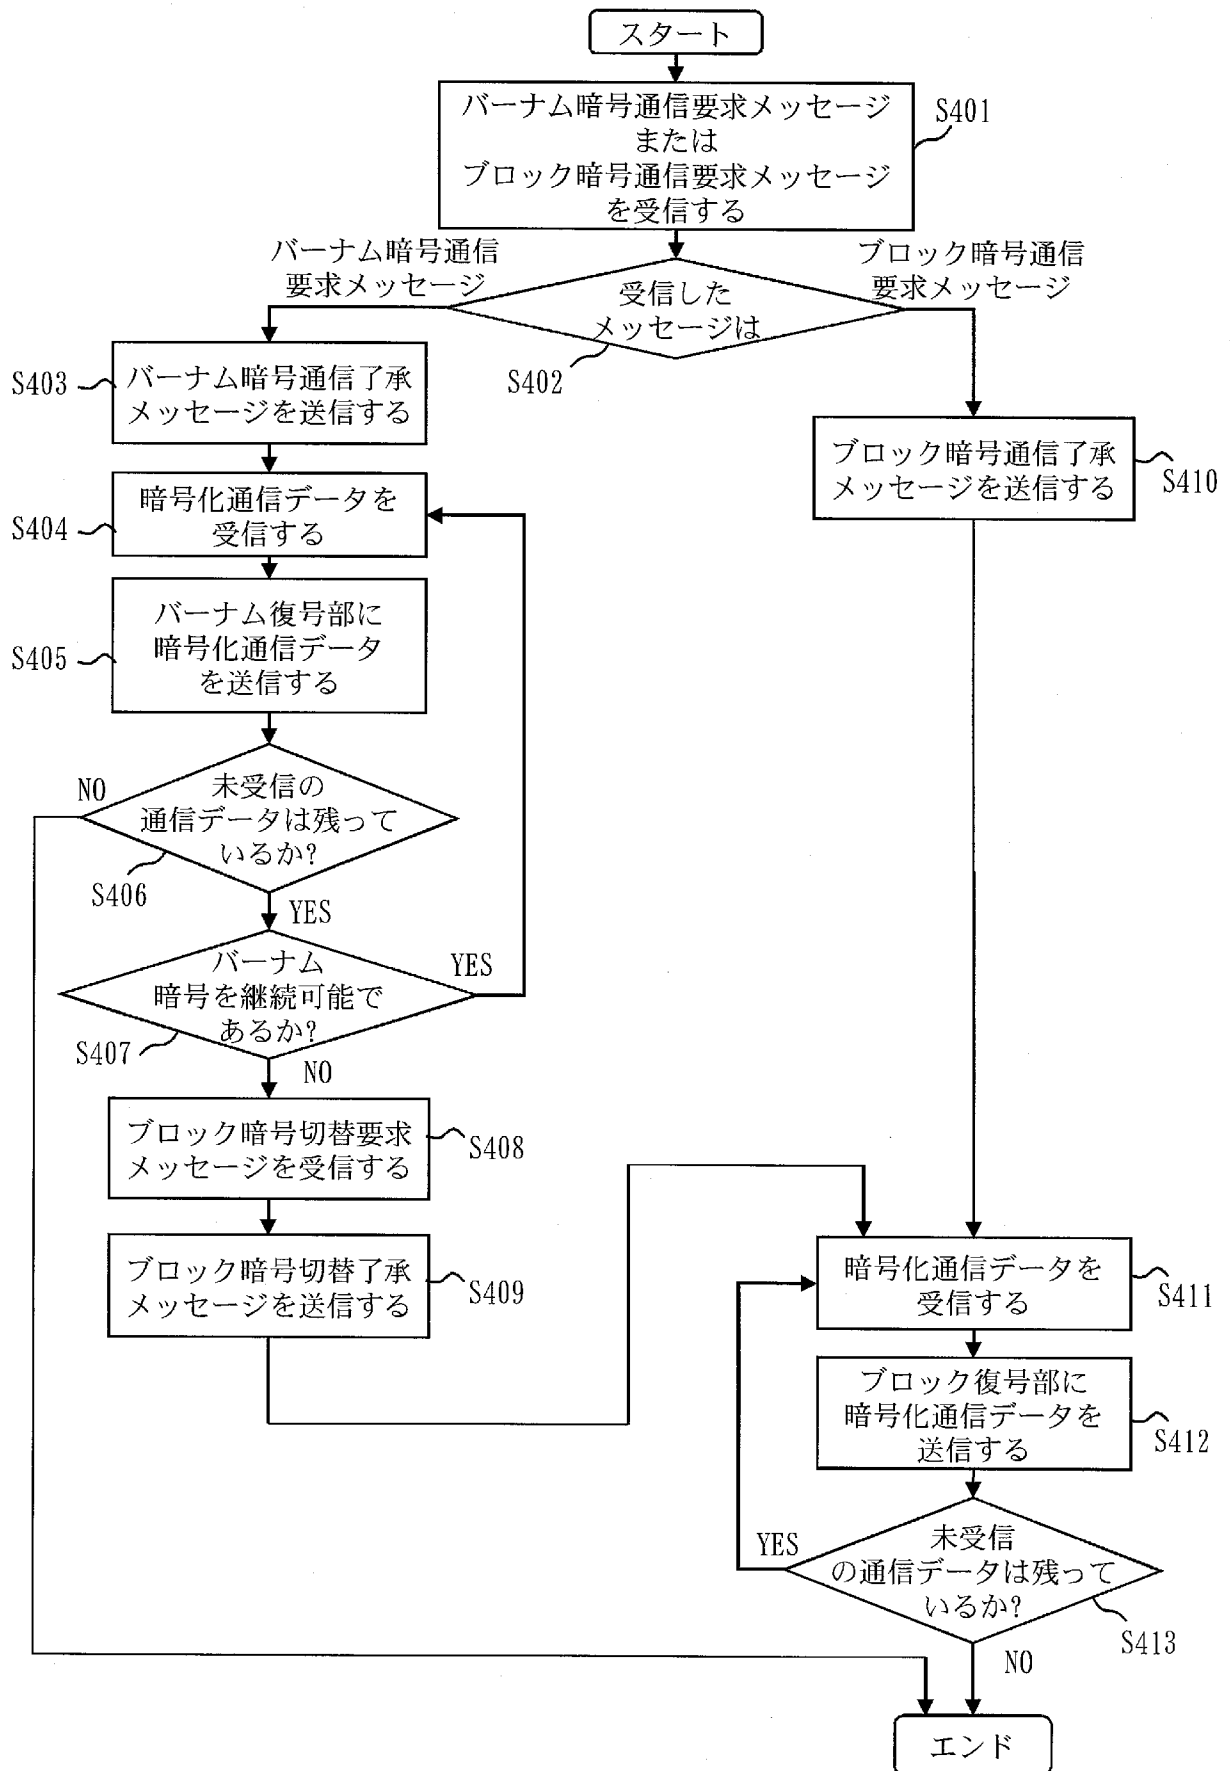 スタート
バーナム暗号通信要求メッセージ
または
ブロック暗号通信要求メッセージ
を受信する
S401
バーナム暗号通信
要求メッセージ
ブロック暗号通信
要求メッセージ
受信した
メッセージは
S402
S403
バーナム暗号通信了承
メッセージを送信する
ブロック暗号通信了承
メッセージを送信する
S410
S404
暗号化通信データを
受信する
S405
バーナム復号部に
暗号化通信データ
を送信する
NO
未受信の
通信データは残って
いるか?
S406
YES
バーナム
暗号を継続可能で
あるか?
YES
S407
NO
ブロック暗号切替要求
メッセージを受信する
S408
ブロック暗号切替了承
メッセージを送信する
S409
暗号化通信データを
受信する
S411
ブロック復号部に
暗号化通信データを
送信する
S412
YES
未受信
の通信データは残って
いるか?
S413
NO
エンド